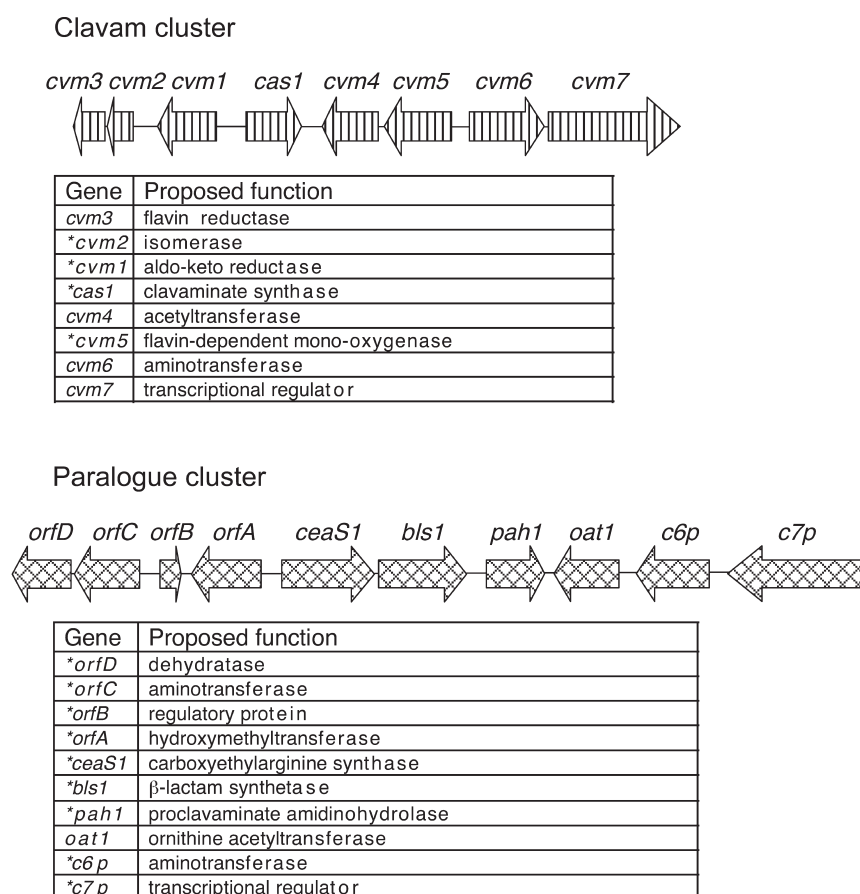 Clavam cluster
cvm3 cvm2 cvm1 cas1 cvm4 cvm5 cvm6 cvm7
Gene Proposed function
cvm3 flavin reductase
*cvm2 isomerase
*cvm1 aldo-keto reductase
*cas1 clavaminate synthase
cvm4 acetyltransferase
*cvm5 flavin-dependent mono-oxygenase
cvm6 aminotransferase
cvm7 transcriptional regulator
Paralogue cluster
orfD orfC orfB orfA ceaS1 bls1 pah1 oat1 c6p c7p
Gene Proposed function
*orfD dehydratase
*orfC aminotransferase
*orfB regulatory protein
*orfA hydroxymethyltransferase
*ceaS1 carboxyethylarginine synthase
*bls1 β-lactam synthetase
*pah1 proclavaminate amidinohydrolase
oat1 ornithine acetyltransferase
*c6p aminotransferase
*c7p transcriptional regulator